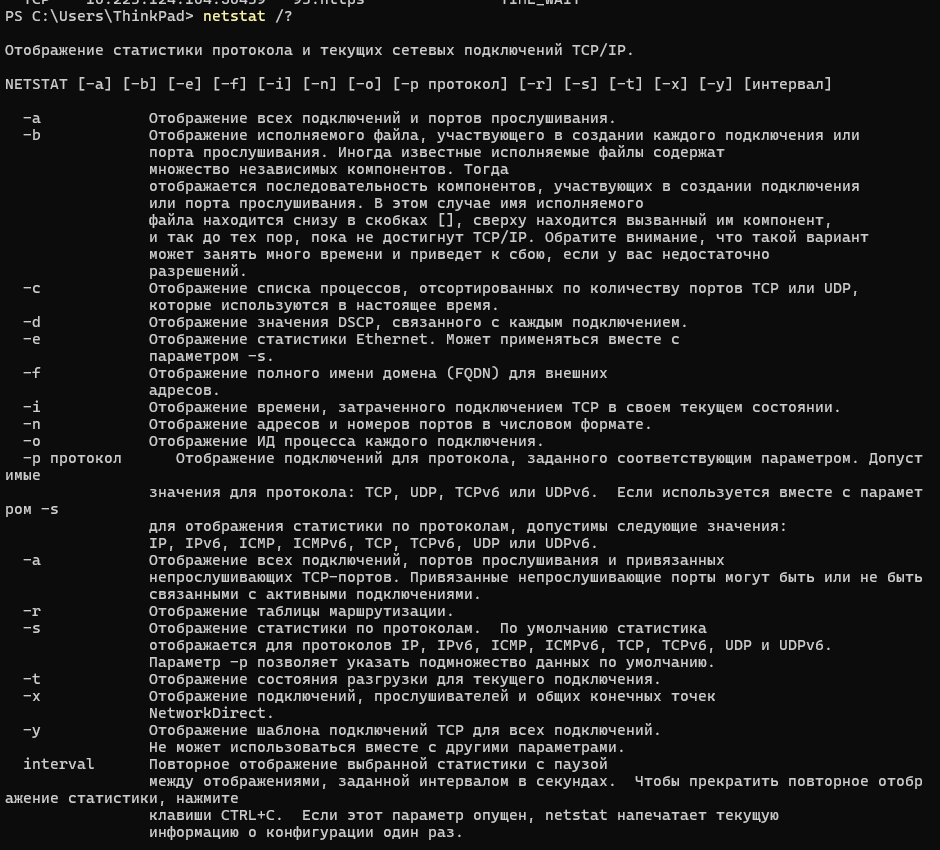 PS C:\Users\ThinkPad> netstat /?
Отображение статистики протокола и текущих сетевых подключений TCP/IP.
NETSTAT [-a] [-b] [-e] [-f] [-i] [-n] [-o] [-p протокол] [-r] [-s] [-t] [-x] [-y] [интервал]
-a Отображение всех подключений и портов прослушивания.
-b Отображение исполняемого файла, участвующего в создании каждого подключения или
порта прослушивания. Иногда известные исполняемые файлы содержат
множество независимых компонентов. Тогда
отображается последовательность компонентов, участвующих в создании подключения
или порта прослушивания. В этом случае имя исполняемого
файла находится снизу в скобках [], сверху находится вызванный им компонент,
и так до тех пор, пока не достигнут TCP/IP. Обратите внимание, что такой вариант
может занять много времени и приведет к сбою, если у вас недостаточно
разрешений.
-c Отображение списка процессов, отсортированных по количеству портов TCP или UDP,
которые используются в настоящее время.
-d Отображение значения DSCP, связанного с каждым подключением.
-e Отображение статистики Ethernet. Может применяться вместе с
параметром -s.
-f Отображение полного имени домена (FQDN) для внешних
адресов.
-i Отображение времени, затраченного подключением TCP в своем текущем состоянии.
-n Отображение адресов и номеров портов в числовом формате.
-o Отображение ИД процесса каждого подключения.
-p протокол Отображение подключений для протокола, заданного соответствующим параметром. Допуст
имые
значения для протокола: TCP, UDP, TCPv6 или UDPv6. Если используется вместе с парамет
ром -s
для отображения статистики по протоколам, допустимы следующие значения:
IP, IPv6, ICMP, ICMPv6, TCP, TCPv6, UDP или UDPv6.
-a Отображение всех подключений, портов прослушивания и привязанных
непрослушивающих TCP-портов. Привязанные непрослушивающие порты могут быть или не быть
связанными с активными подключениями.
-r Отображение таблицы маршрутизации.
-s Отображение статистики по протоколам. По умолчанию статистика
отображается для протоколов IP, IPv6, ICMP, ICMPv6, TCP, TCPv6, UDP и UDPv6.
Параметр -p позволяет указать подмножество данных по умолчанию.
-t Отображение состояния разгрузки для текущего подключения.
-x Отображение подключений, прослушивателей и общих конечных точек
NetworkDirect.
-y Отображение шаблона подключений TCP для всех подключений.
Не может использоваться вместе с другими параметрами.
interval Повторное отображение выбранной статистики с паузой
между отображениями, заданной интервалом в секундах. Чтобы прекратить повторное отобр
ажение статистики, нажмите
клавиши CTRL+C. Если этот параметр опущен, netstat напечатает текущую
информацию о конфигурации один раз.